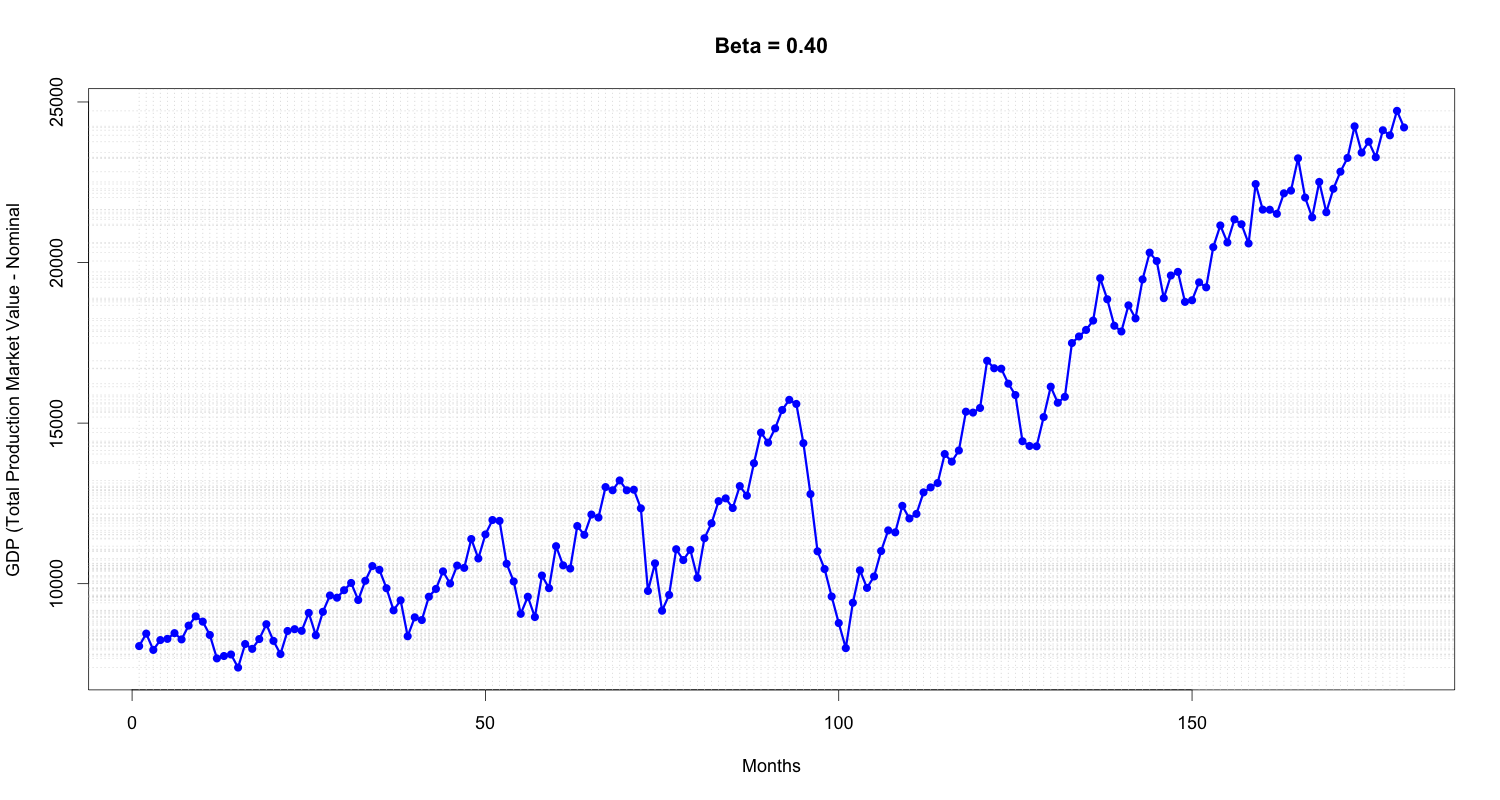 Beta = 0.40
GDP (Total Production Market Value - Nominal
25000
20000
15000
10000
0 50 100 150
Months